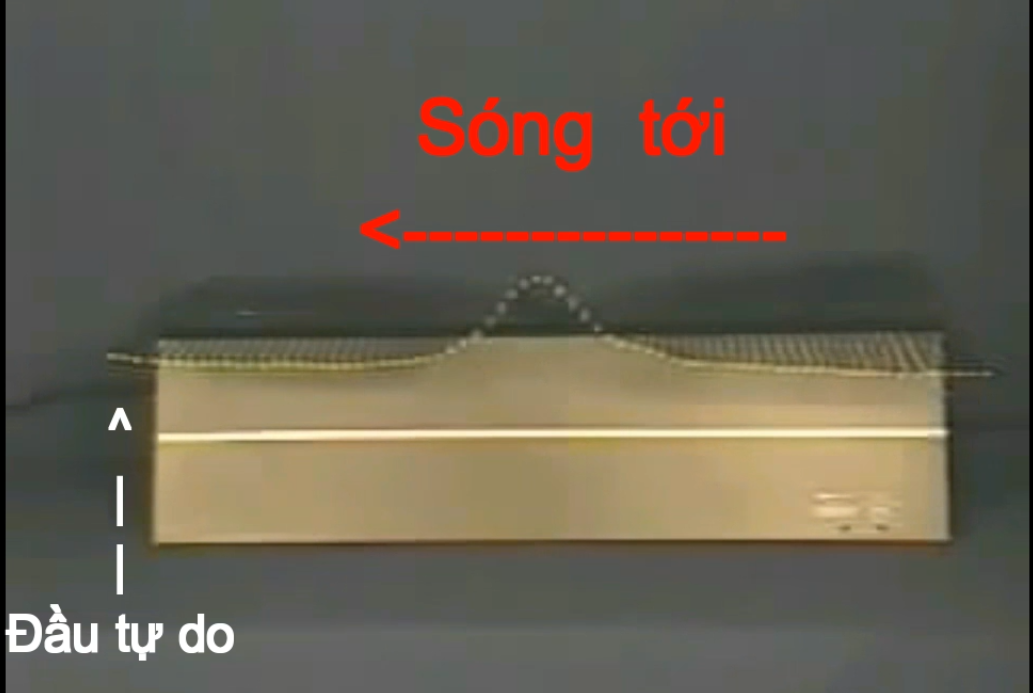 Sóng tới
<---------------
^
|
|
Đầu tự do